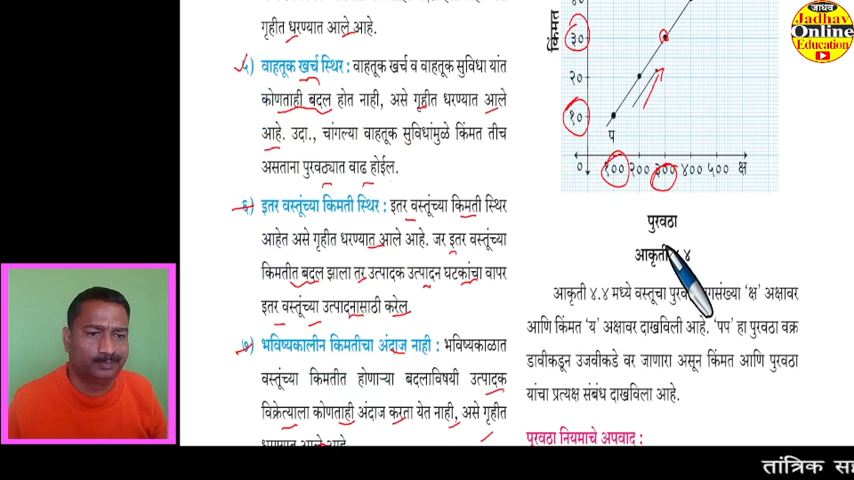 गृहीत धरण्यात आले आहे.
५) वाहतूक खर्च स्थिर : वाहतूक खर्च व वाहतूक सुविधा यांत
कोणताही बदल होत नाही, असे गृहीत धरण्यात आले
आहे. उदा., चांगल्या वाहतूक सुविधांमुळे किंमत तीच
असताना पुरवठ्यात वाढ होईल.
६) इतर वस्तूंच्या किमती स्थिर : इतर वस्तूंच्या किमती स्थिर
आहेत असे गृहीत धरण्यात आले आहे. जर इतर वस्तूंच्या
किमतीत बदल झाला तर उत्पादक उत्पादन घटकांचा वापर
इतर वस्तूंच्या उत्पादनासाठी करेल.
७) भविष्यकालीन किमतीचा अंदाज नाही : भविष्यकाळात
वस्तूंच्या किमतीत होणाऱ्या बदलाविषयी उत्पादक
विक्रेत्याला कोणताही अंदाज करता येत नाही, असे गृहीत
धरण्यात आले आहे.
किंमत
३०
२०
१०
प
० १०० २०० ३०० ४०० ५०० क्ष
पुरवठा
आकृती ४.४
आकृती ४.४ मध्ये वस्तूचा पुरवठा नगसंख्या ‘क्ष’ अक्षावर
आणि किंमत ‘य’ अक्षावर दाखविली आहे. ‘पप’ हा पुरवठा वक्र
डावीकडून उजवीकडे वर जाणारा असून किंमत आणि पुरवठा
यांचा प्रत्यक्ष संबंध दाखविला आहे.
पुरवठा नियमाचे अपवाद :
जाधव
Jadhav
Online
Education
तांत्रिक